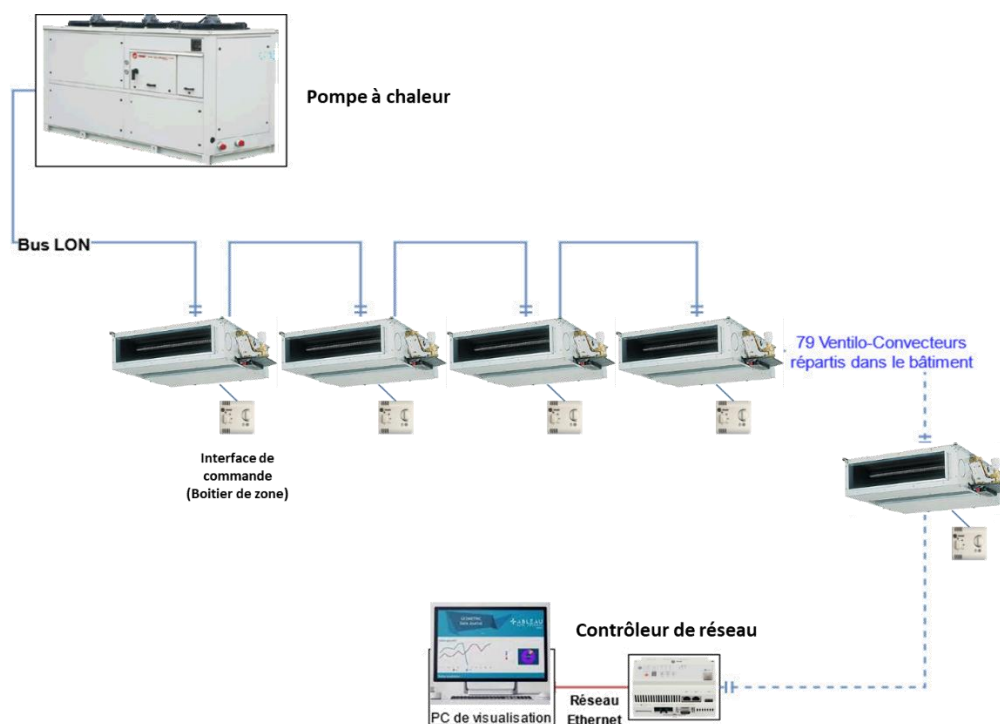 Pompe à chaleur
Bus LON
79 Ventilo-Convecteurs
répartis dans le bâtiment
Interface de
commande
(Boitier de zone)
Contrôleur de réseau
PC de visualisation
Réseau
Ethernet